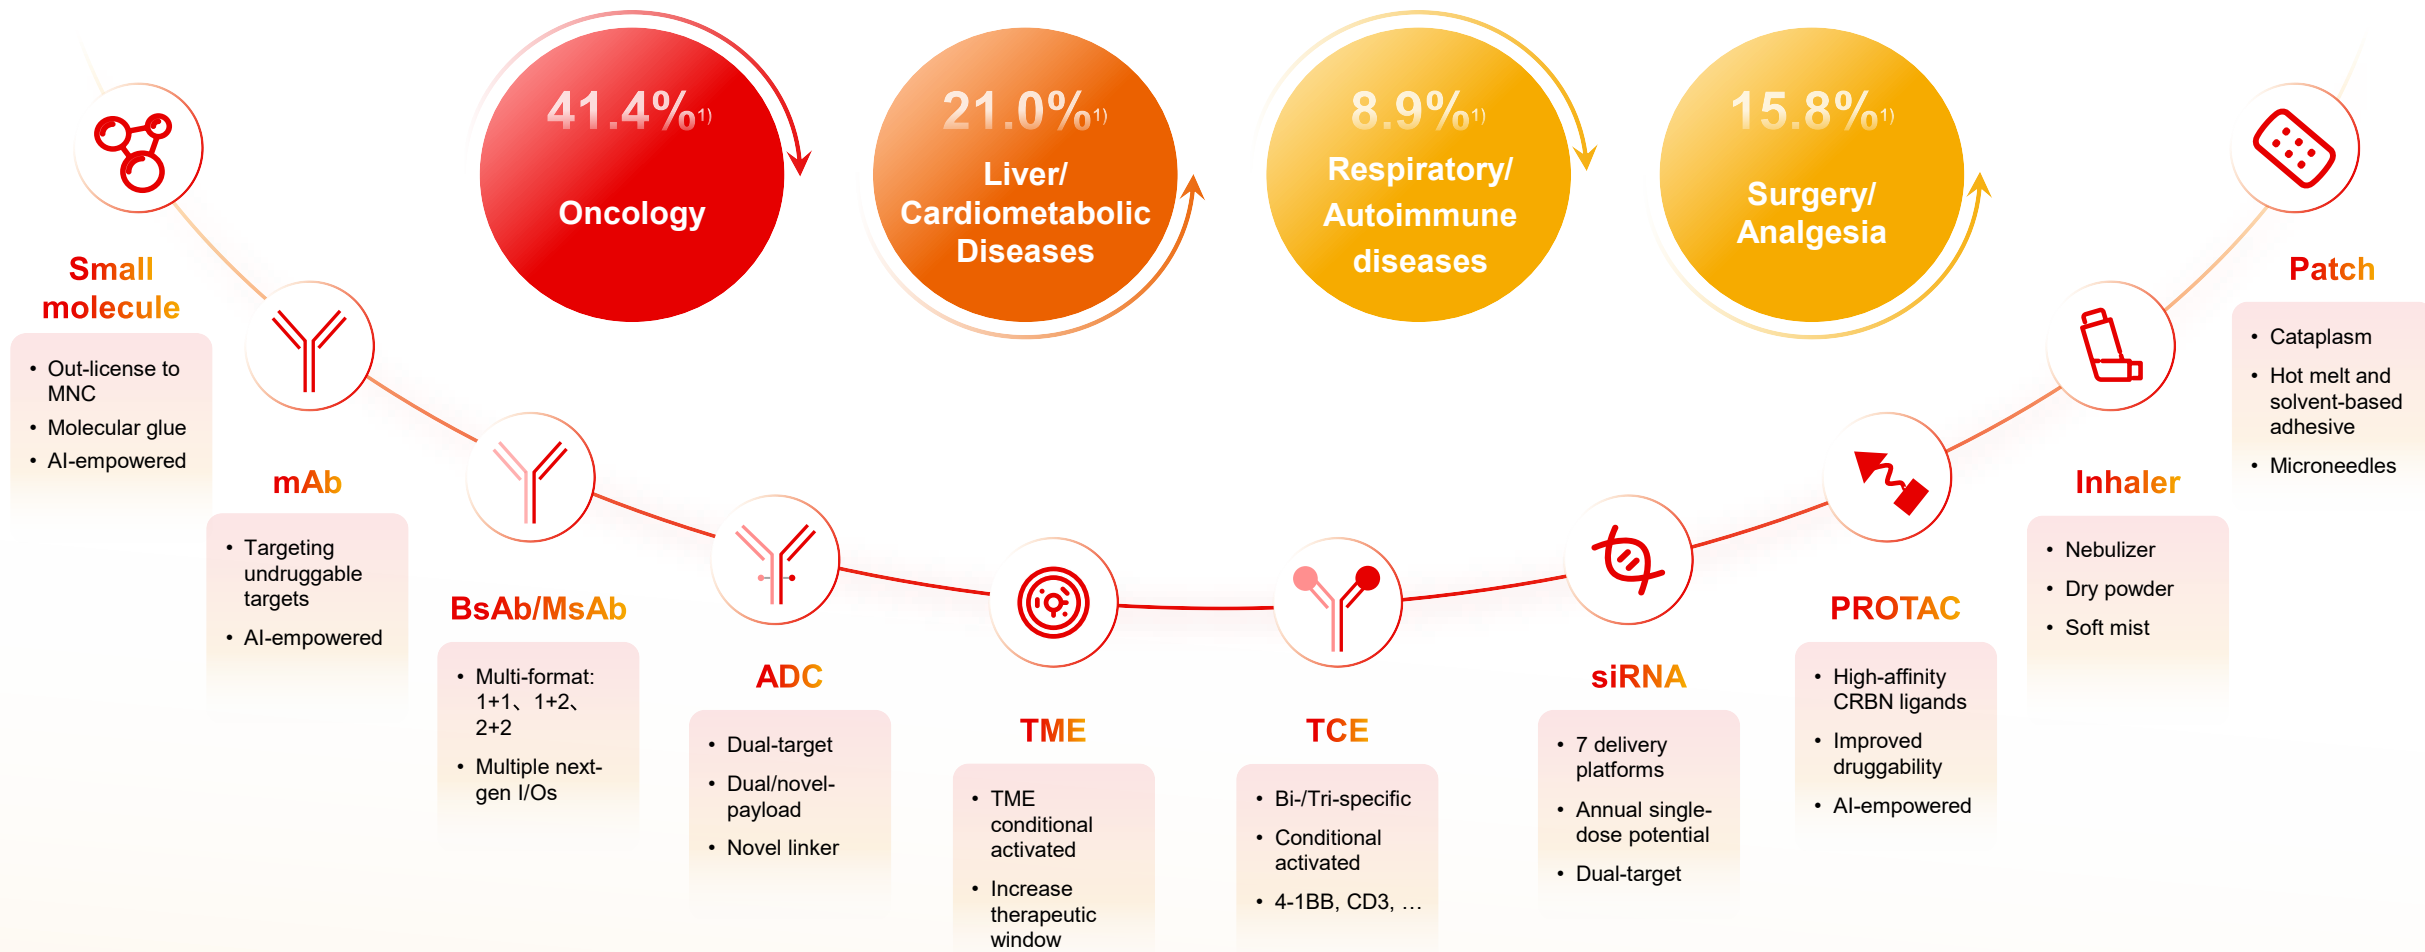 41.4%1)
Oncology
21.0%1)
Liver/
Cardiometabolic
Diseases
8.9%1)
Respiratory/
Autoimmune
diseases
15.8%1)
Surgery/
Analgesia
Small
molecule
• Out-license to
MNC
• Molecular glue
• AI-empowered
mAb
• Targeting
undruggable
targets
• AI-empowered
BsAb/MsAb
• Multi-format:
1+1、1+2、
2+2
• Multiple next-
gen I/Os
ADC
• Dual-target
• Dual/novel-
payload
• Novel linker
TME
• TME
conditional
activated
• Increase
therapeutic
window
TCE
• Bi-/Tri-specific
• Conditional
activated
• 4-1BB, CD3, …
siRNA
• 7 delivery
platforms
• Annual single-
dose potential
• Dual-target
PROTAC
• High-affinity
CRBN ligands
• Improved
druggability
• AI-empowered
Inhaler
• Nebulizer
• Dry powder
• Soft mist
Patch
• Cataplasm
• Hot melt and
solvent-based
adhesive
• Microneedles